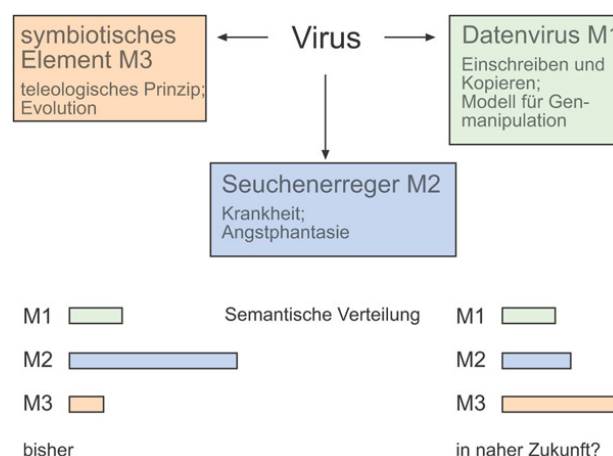 symbiotisches
Element M3
teleologisches Prinzip;
Evolution
Virus
Datenvirus M1
Einschreiben und
Kopieren;
Modell für Gen-
manipulation
Seuchenerreger M2
Krankheit;
Angstphantasie
Semantische Verteilung
M1
M2
M3
bisher
M1
M2
M3
in naher Zukunft?